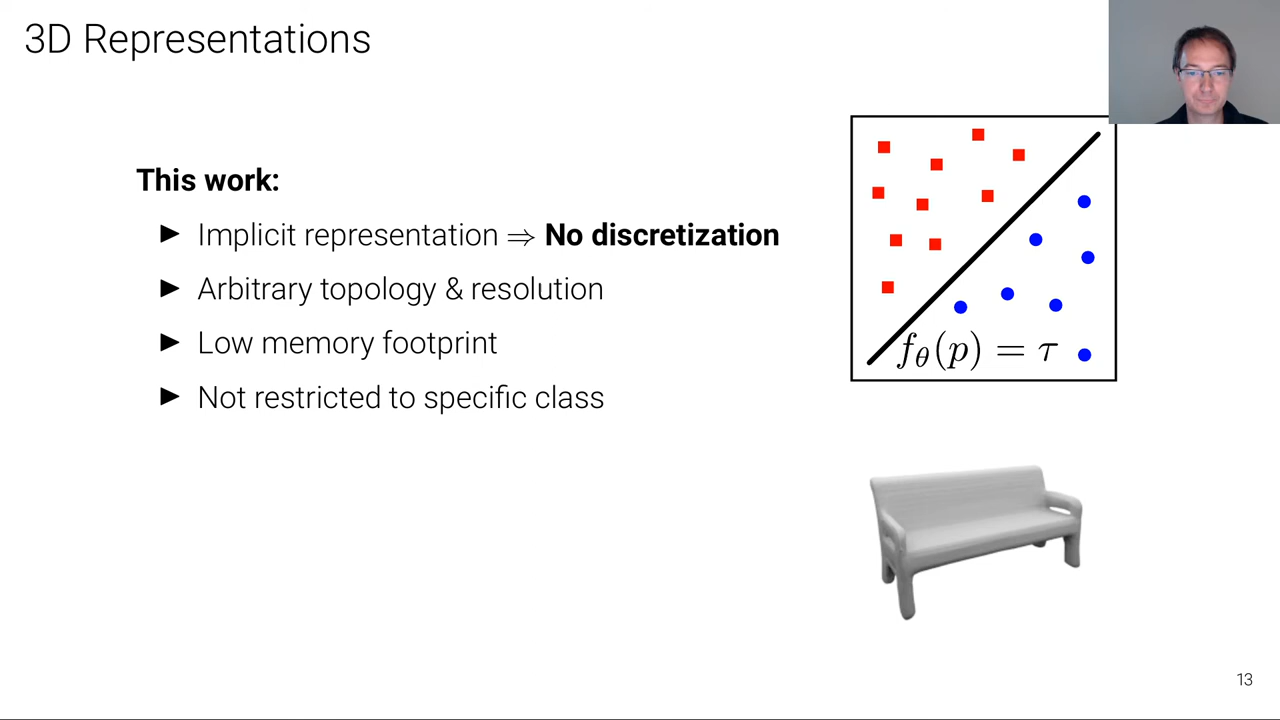 3D Representations
This work:
▶ Implicit representation ⇒ No discretization
▶ Arbitrary topology & resolution
▶ Low memory footprint
▶ Not restricted to specific class
f_θ(p) = τ
13